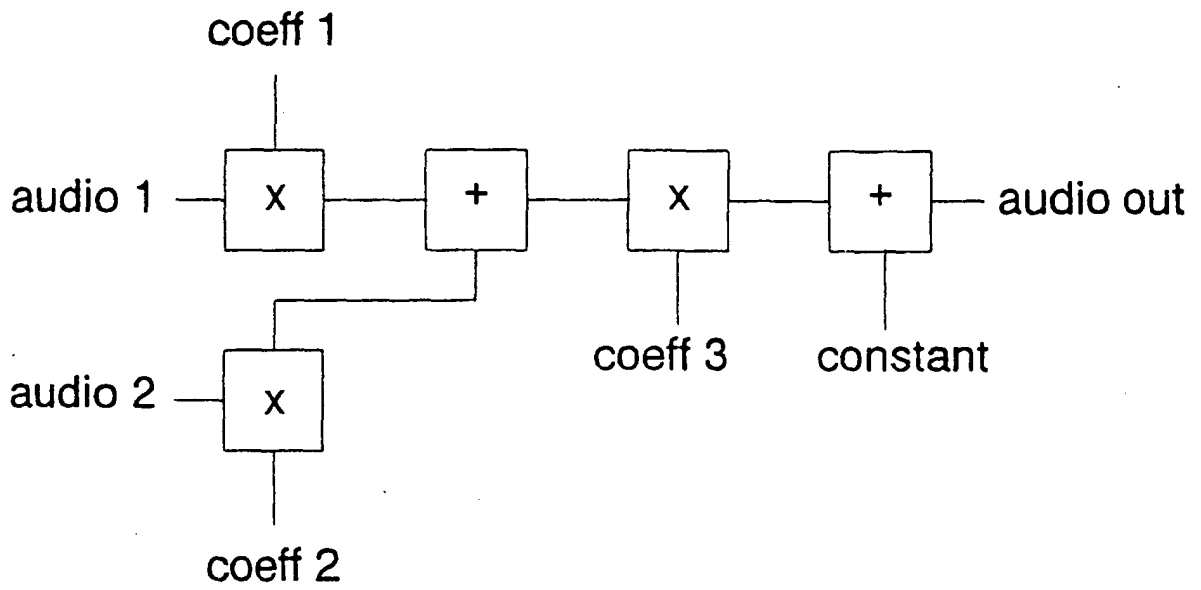 coeff 1
audio 1
x
+
x
+
audio out
coeff 3
constant
audio 2
x
coeff 2